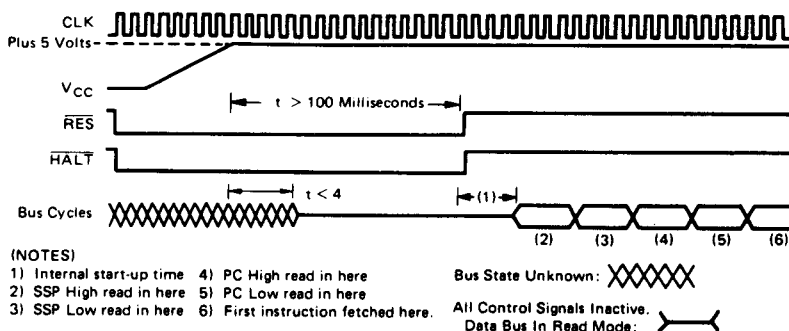 CLK
Plus 5 Volts
VCC
t > 100 Milliseconds
RES
HALT
t < 4
(1)
Bus Cycles
(2) (3) (4) (5) (6)
(NOTES)
1) Internal start-up time 4) PC High read in here
2) SSP High read in here 5) PC Low read in here
3) SSP Low read in here 6) First instruction fetched here.
Bus State Unknown:
All Control Signals Inactive.
Data Bus In Read Mode: